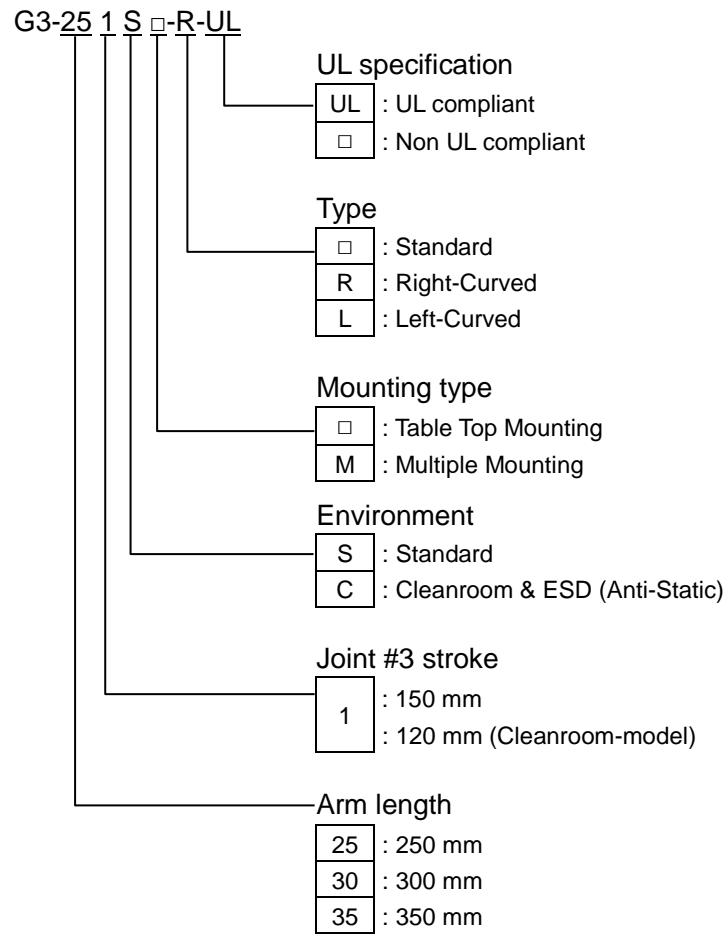 G3-25 1 S □-R-UL
UL specification
UL : UL compliant
□ : Non UL compliant
Type
□ : Standard
R : Right-Curved
L : Left-Curved
Mounting type
□ : Table Top Mounting
M : Multiple Mounting
Environment
S : Standard
C : Cleanroom & ESD (Anti-Static)
Joint #3 stroke
1 : 150 mm
: 120 mm (Cleanroom-model)
Arm length
25 : 250 mm
30 : 300 mm
35 : 350 mm